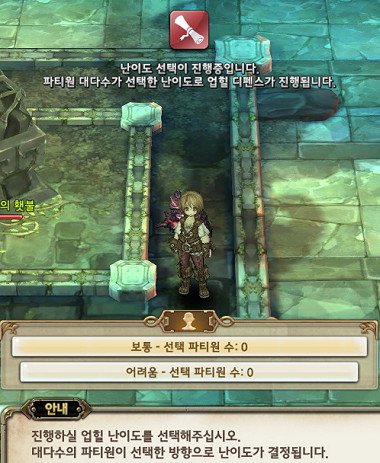 난이도 선택이 진행중입니다.
파티원 대다수가 선택한 난이도로 업힐 디펜스가 진행됩니다.
의 횃불
보통 - 선택 파티원 수: 0
어려움 - 선택 파티원 수: 0
안내
진행하실 업힐 난이도를 선택해주십시오.
대다수의 파티원이 선택한 방향으로 난이도가 결정됩니다.